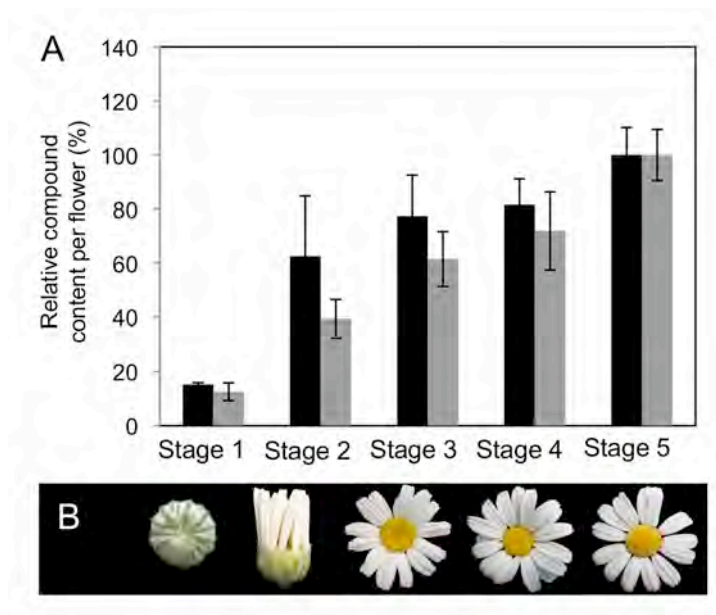 A
140
120
100
80
60
40
20
0
Relative compound
content per flower (%)
Stage 1 Stage 2 Stage 3 Stage 4 Stage 5
B